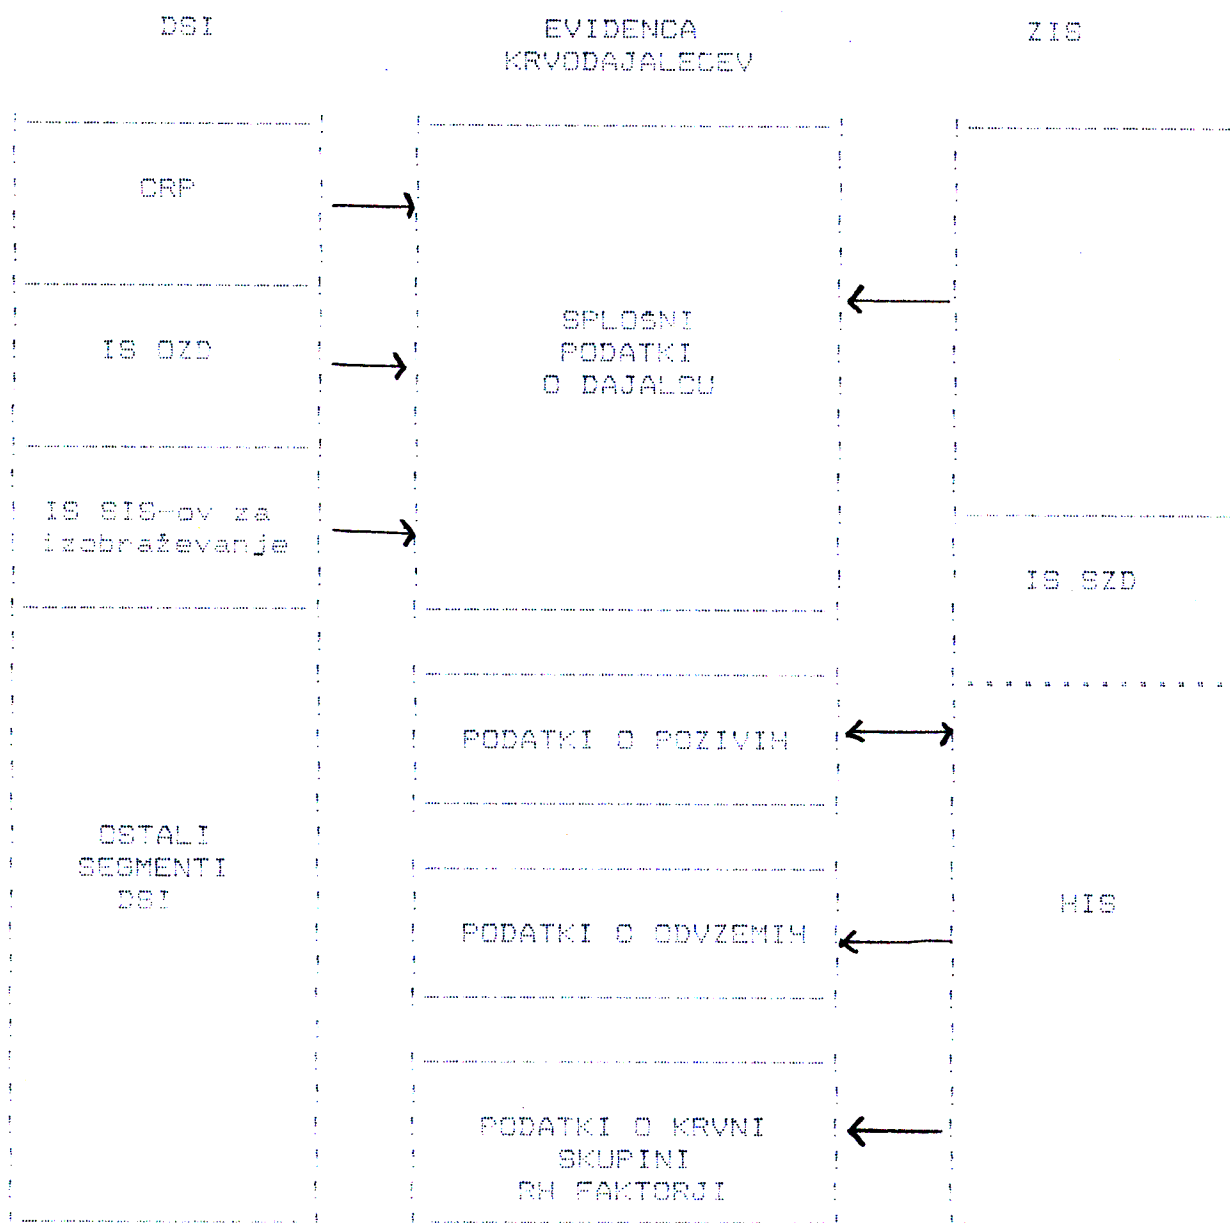 DSI
EVIDENCA
KRVODAJALECEV
ZIS
CRP
IS OZD
IS SIS-ov za
izobraževanje
OSTALI
SEGMENTI
DSI
SPLOŠNI
PODATKI
O DAJALCU
PODATKI O POZIVIH
PODATKI O ODVZEMIH
PODATKI O KRVNI
SKUPINI
RH FAKTORJI
IS SZD
HIS